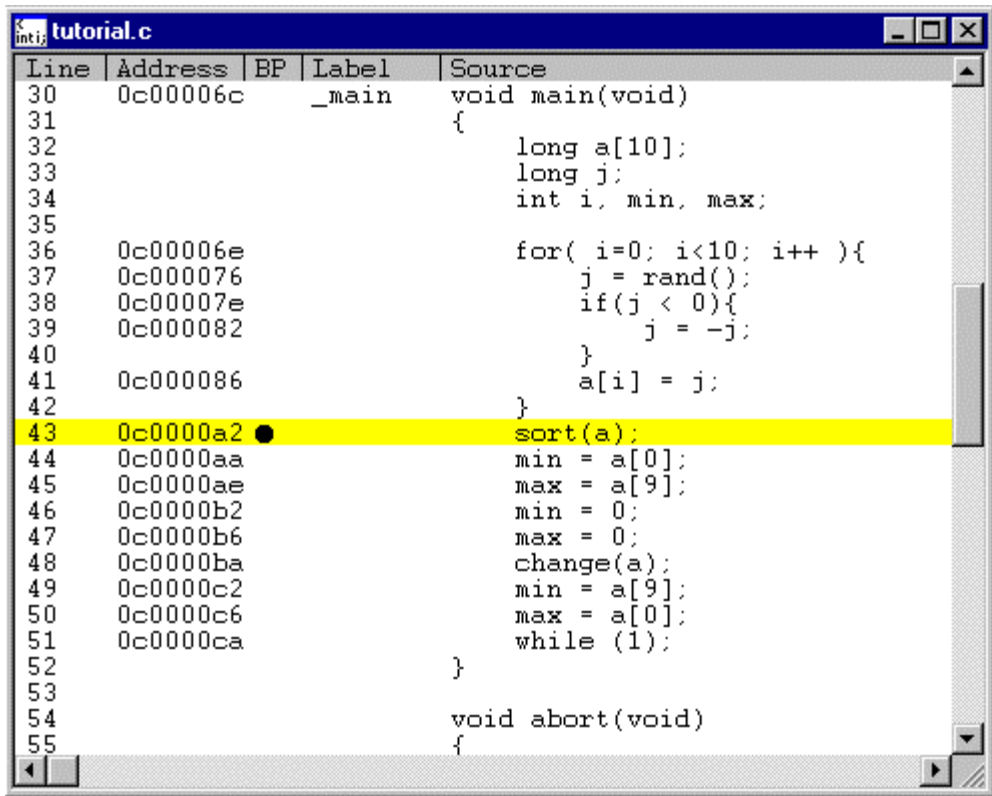 inti; tutorial.c
Line Address BP Label Source
30 0c00006c _main void main(void)
31 {
32 long a[10];
33 long j;
34 int i, min, max;
35
36 0c00006e for( i=0; i<10; i++ ){
37 0c000076 j = rand();
38 0c00007e if(j < 0){
39 0c000082 j = -j;
40 }
41 0c000086 a[i] = j;
42 }
43 0c0000a2 sort(a);
44 0c0000aa min = a[0];
45 0c0000ae max = a[9];
46 0c0000b2 min = 0;
47 0c0000b6 max = 0;
48 0c0000ba change(a);
49 0c0000c2 min = a[9];
50 0c0000c6 max = a[0];
51 0c0000ca while (1);
52 }
53
54 void abort(void)
55 {